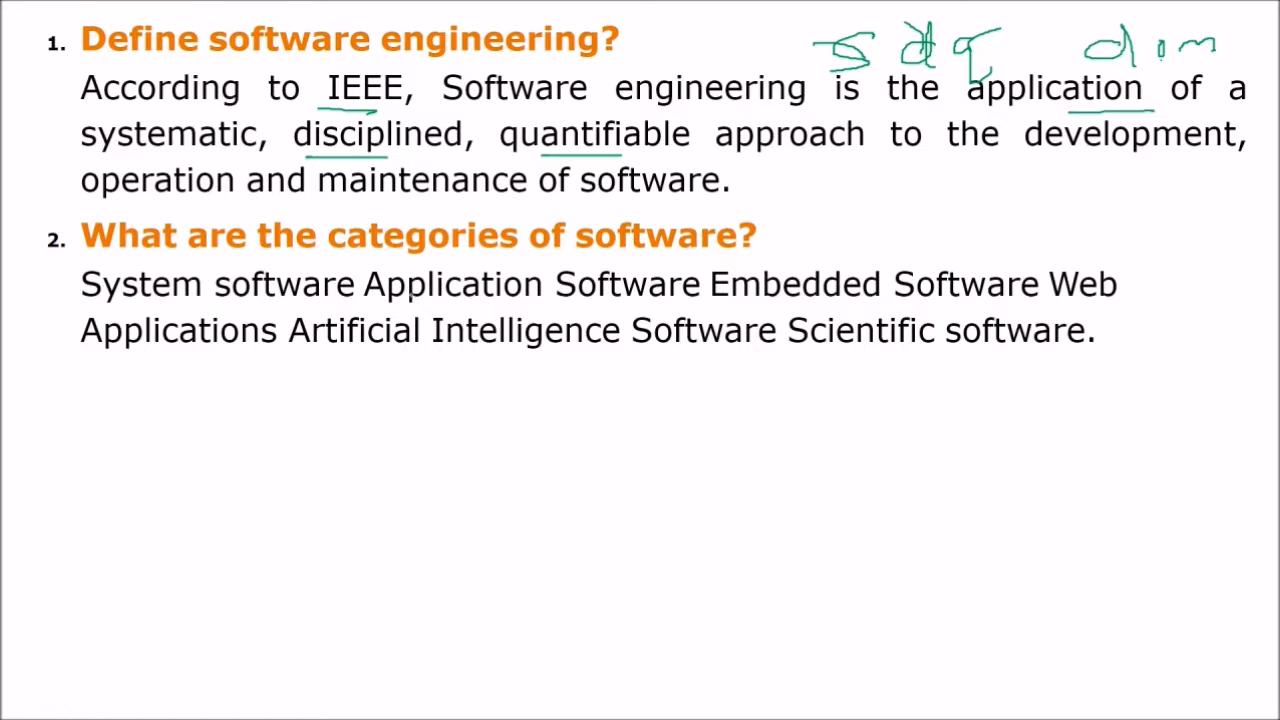 1. Define software engineering?
s d q d o m
According to IEEE, Software engineering is the application of a
systematic, disciplined, quantifiable approach to the development,
operation and maintenance of software.
2. What are the categories of software?
System software Application Software Embedded Software Web
Applications Artificial Intelligence Software Scientific software.